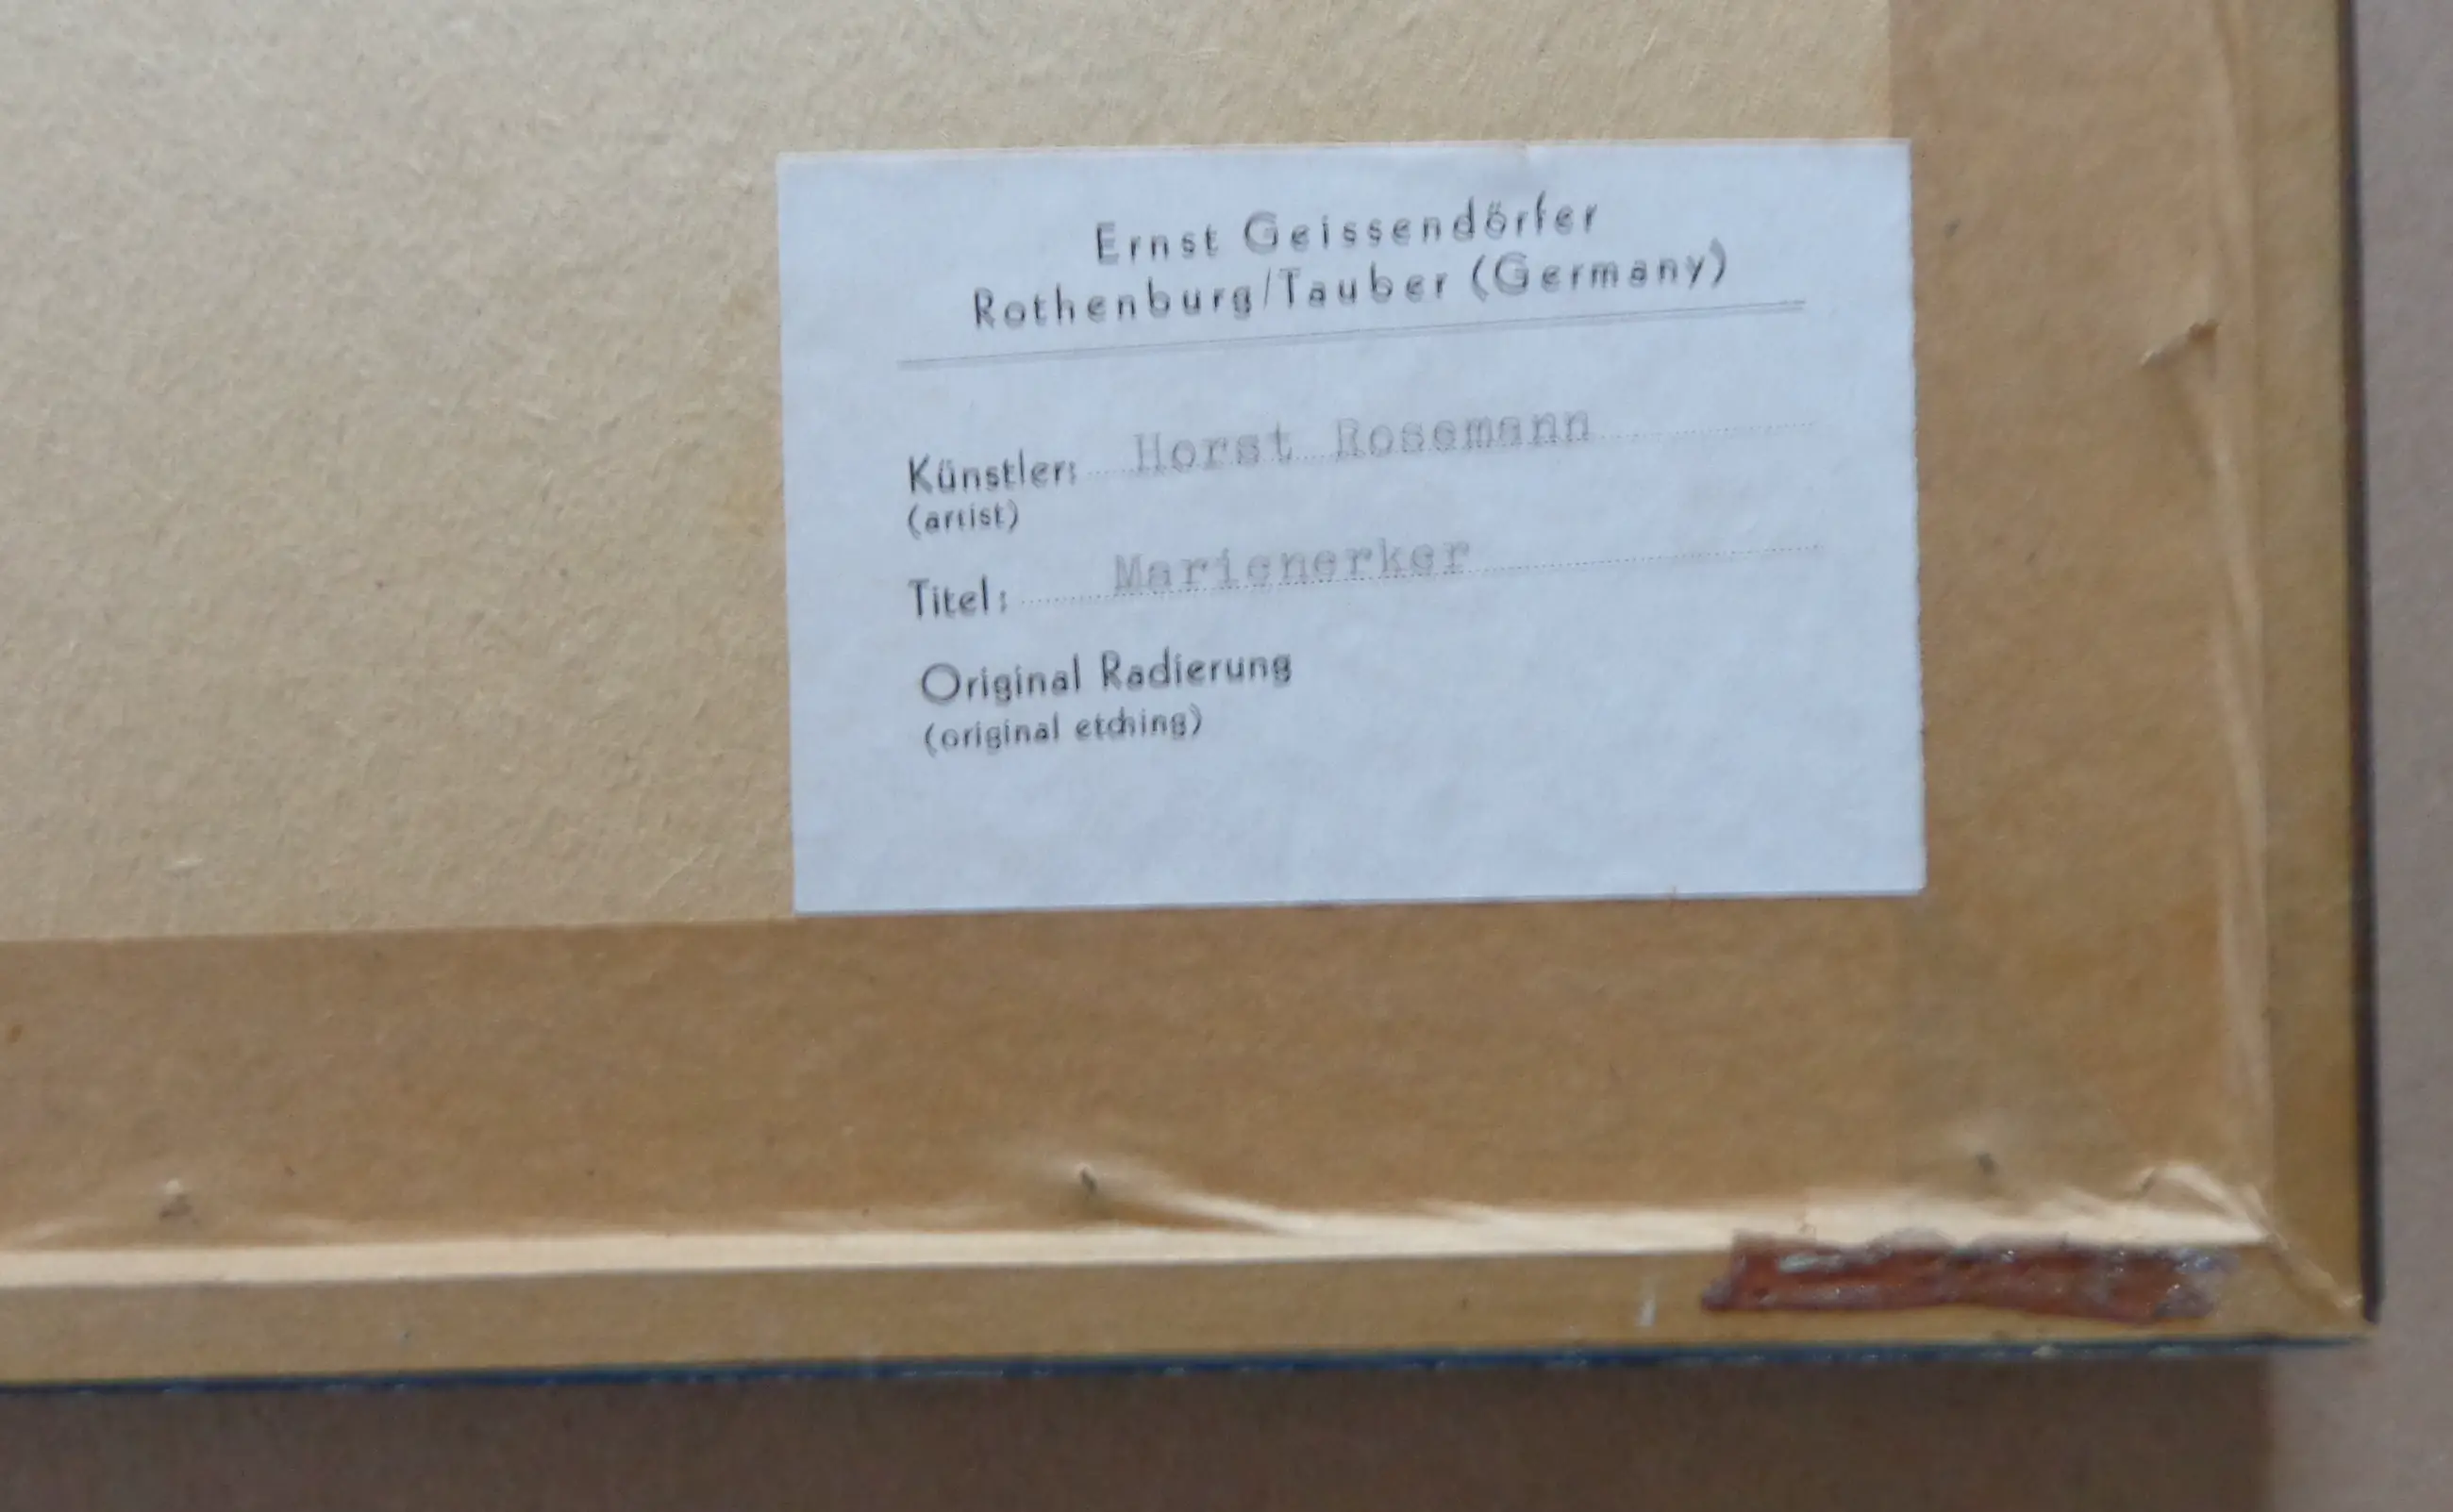 Ernst Geissendörfer
Rothenburg/Tauber (Germany)
Künstler: Horst Rosemann
(artist)
Titel: Marienerker
Original Radierung
(original etching)